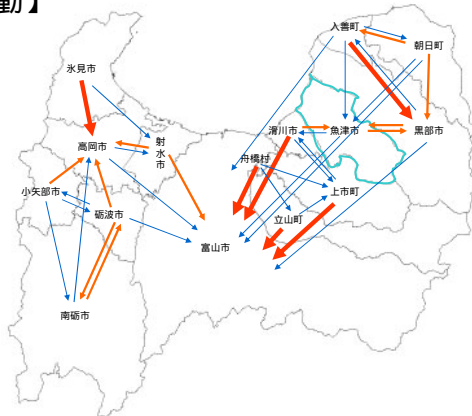 動】
入善町
朝日町
氷見市
滑川市
魚津市
黒部市
高岡市
射
水
市
舟橋村
小矢部市
上市町
砺波市
立山町
富山市
南砺市